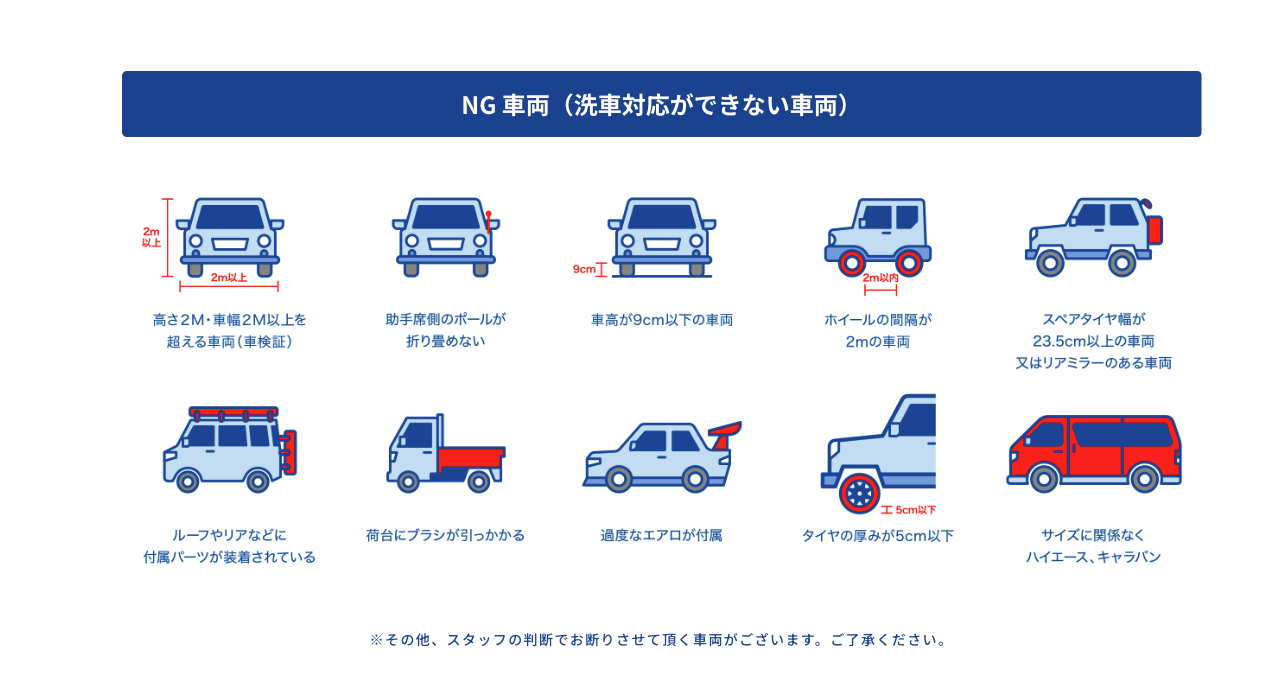 NG 車両（洗車対応ができない車両）
2m
以上
2m以上
9cm
2m以内
高さ2M・車幅2M以上を
超える車両（車検証）
助手席側のポールが
折り畳めない
車高が9cm以下の車両
ホイールの間隔が
2mの車両
スペアタイヤ幅が
23.5cm以上の車両
又はリアミラーのある車両
5cm以下
ルーフやリアなどに
付属パーツが装着されている
荷台にブラシが引っかかる
過度なエアロが付属
タイヤの厚みが5cm以下
サイズに関係なく
ハイエース、キャラバン
※その他、スタッフの判断でお断りさせて頂く車両がございます。ご了承ください。